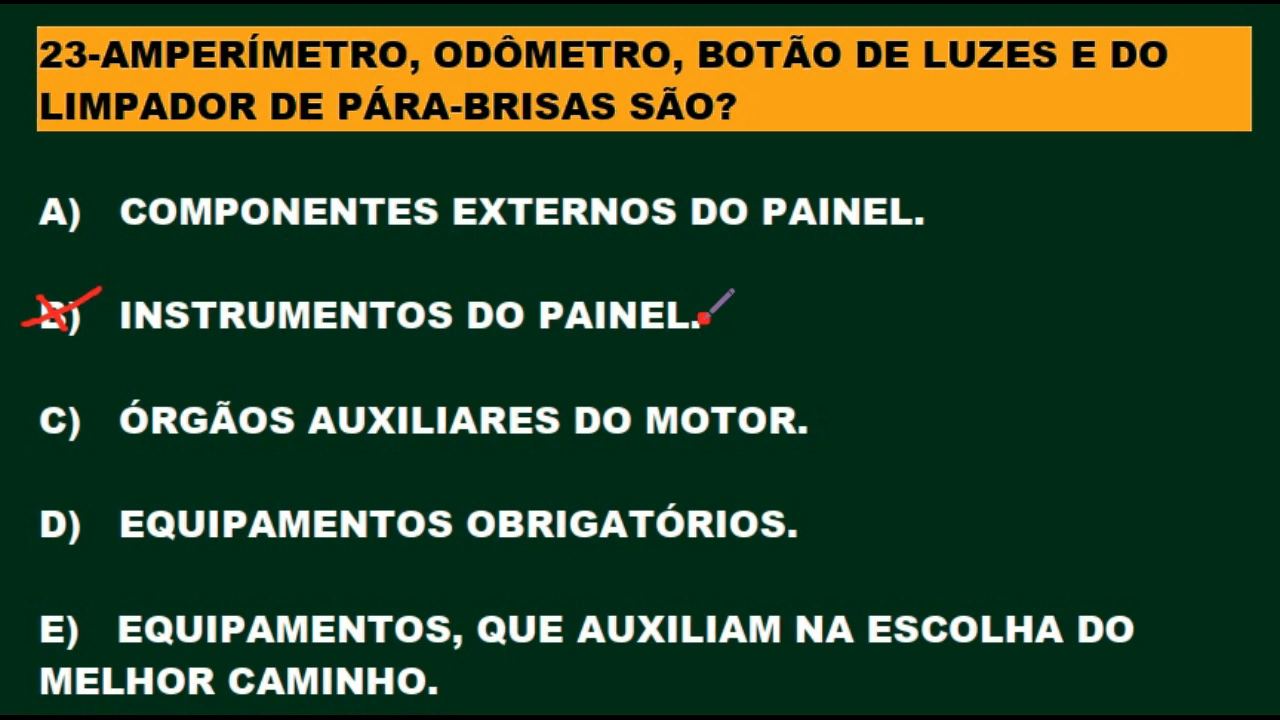 23-AMPERÍMETRO, ODÔMETRO, BOTÃO DE LUZES E DO
LIMPADOR DE PÁRA-BRISAS SÃO?
A) COMPONENTES EXTERNOS DO PAINEL.
B) INSTRUMENTOS DO PAINEL.
C) ÓRGÃOS AUXILIARES DO MOTOR.
D) EQUIPAMENTOS OBRIGATÓRIOS.
E) EQUIPAMENTOS, QUE AUXILIAM NA ESCOLHA DO
MELHOR CAMINHO.